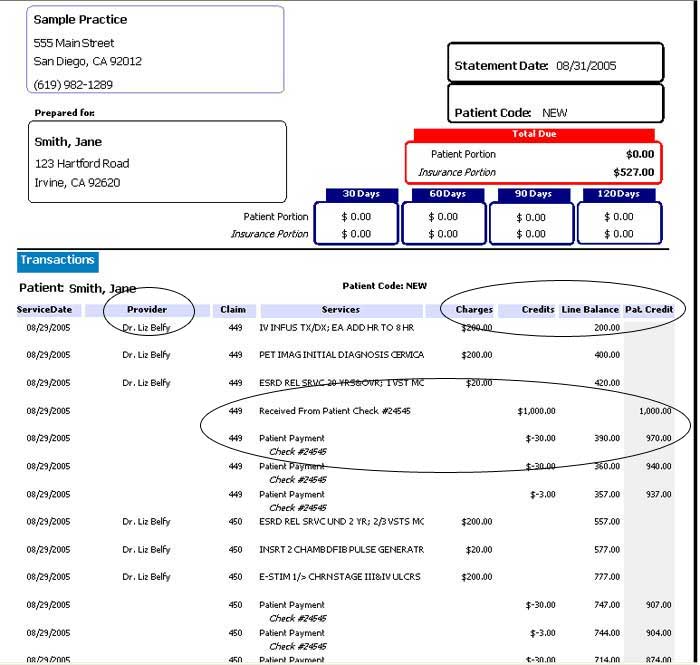 Sample Practice
555 Main Street
San Diego, CA 92012
(619) 982-1289
Statement Date: 08/31/2005
Patient Code: NEW
Prepared for:
Smith, Jane
123 Hartford Road
Irvine, CA 92620
Total Due
Patient Portion $0.00
Insurance Portion $527.00
30 Days 60 Days 90 Days 120 Days
Patient Portion $ 0.00 $ 0.00 $ 0.00 $ 0.00
Insurance Portion $ 0.00 $ 0.00 $ 0.00 $ 0.00
Transactions
Patient: Smith, Jane Patient Code: NEW
ServiceDate Provider Claim Services Charges Credits Line Balance Pat. Credit
08/29/2005 Dr. Liz Belfy 449 IV INFUS TX/DX; EA ADD HR TO 8 HR $200.00 200.00
08/29/2005 449 PET IMAG INITIAL DIAGNOSIS CERVICA $200.00 400.00
08/29/2005 Dr. Liz Belfy 449 ESRD REL SRVC 20 YRS&OVR; 1 VST MC $20.00 420.00
08/29/2005 449 Received From Patient Check #24545 $1,000.00 1,000.00
08/29/2005 449 Patient Payment $-30.00 390.00 970.00
Check #24545
08/29/2005 449 Patient Payment $-30.00 360.00 940.00
Check #24545
08/29/2005 449 Patient Payment $-3.00 357.00 937.00
Check #24545
08/29/2005 Dr. Liz Belfy 450 ESRD REL SRVC UND 2 YR; 2/3 VSTS MC $200.00 557.00
08/29/2005 Dr. Liz Belfy 450 INSRT 2 CHAMB DFIB PULSE GENERATR $20.00 577.00
08/29/2005 Dr. Liz Belfy 450 E-STIM 1/> CHRN STAGE III&IV ULCRS $200.00 777.00
08/29/2005 450 Patient Payment $-30.00 747.00 907.00
Check #24545
08/29/2005 450 Patient Payment $-3.00 744.00 904.00
Check #24545
08/29/2005 450 Patient Payment $-30.00 714.00 874.00